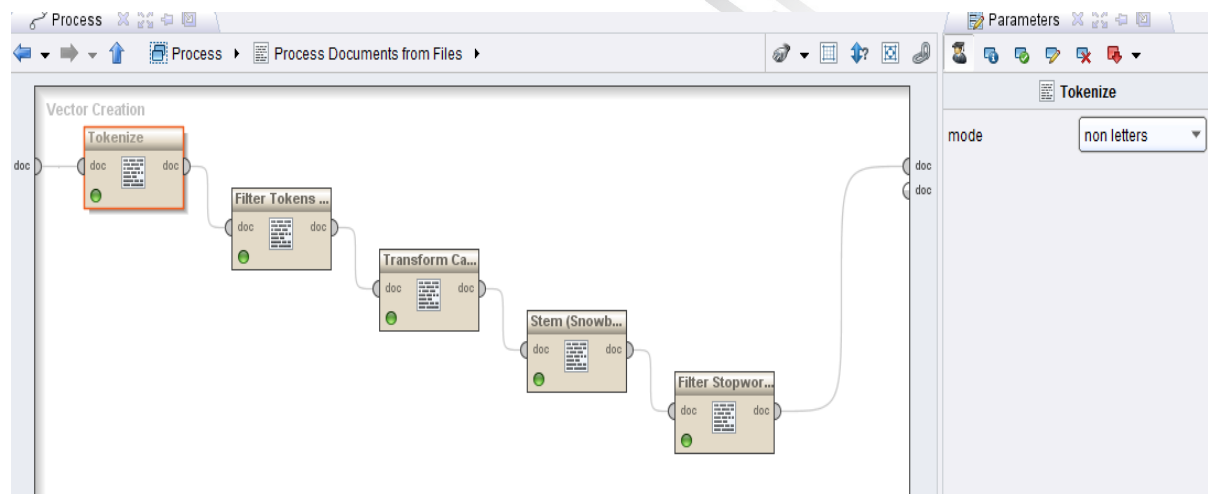 Process
Parameters
Process Process Documents from Files
Tokenize
mode non letters
Vector Creation
Tokenize
doc doc doc doc
doc
Filter Tokens ...
doc doc
Transform Ca...
doc doc
Stem (Snowb...
doc doc
Filter Stopwor...
doc doc